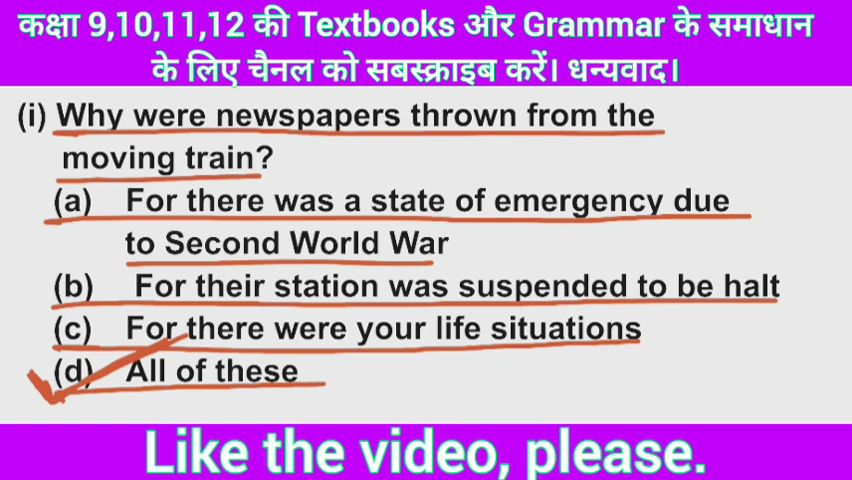 कक्षा 9,10,11,12 की Textbooks और Grammar के समाधान
के लिए चैनल को सबस्क्राइब करें। धन्यवाद।
(i) Why were newspapers thrown from the
moving train?
(a) For there was a state of emergency due
to Second World War
(b) For their station was suspended to be halt
(c) For there were your life situations
(d) All of these
Like the video, please.